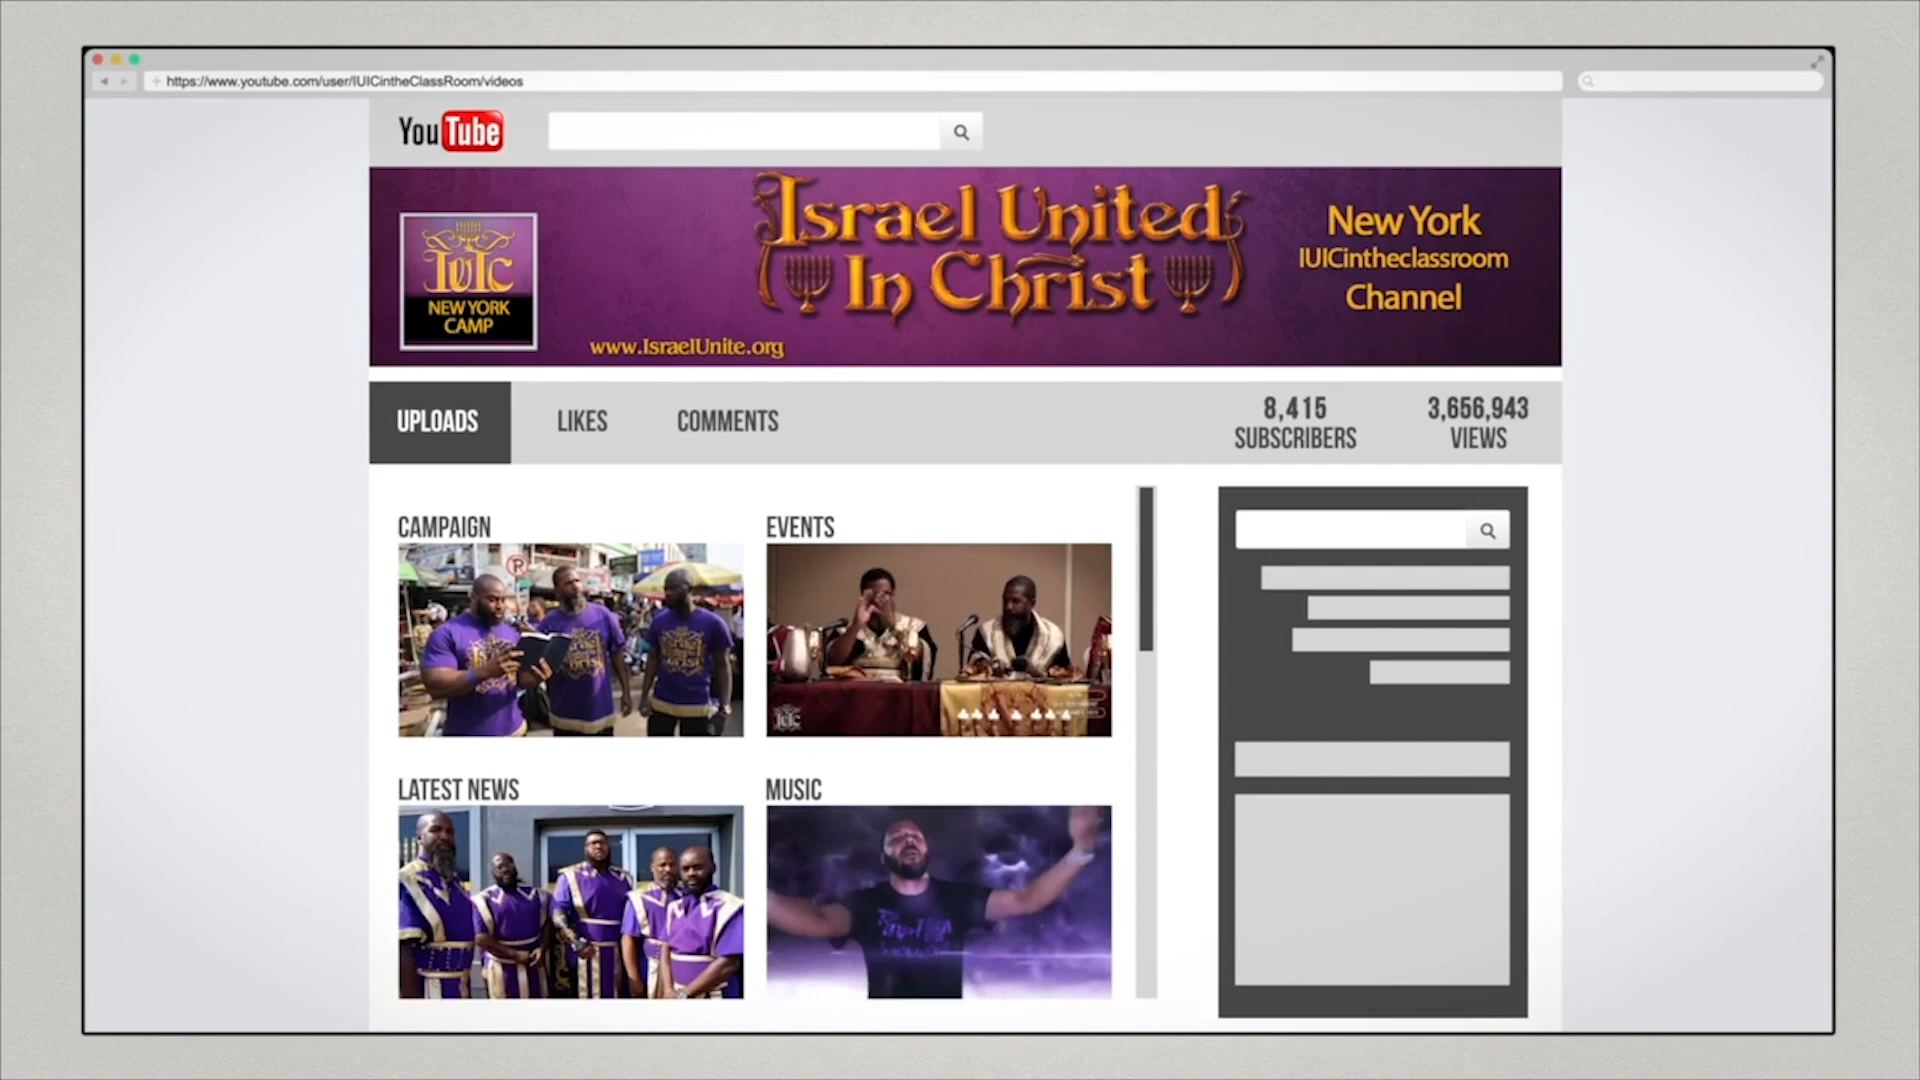 https://www.youtube.com/user/IUICintheClassRoom/videos
YouTube
Israel United
In Christ
New York
IUICintheclassroom
Channel
IUIC
NEW YORK
CAMP
www.IsraelUnite.org
UPLOADS
LIKES
COMMENTS
8,415
SUBSCRIBERS
3,656,943
VIEWS
CAMPAIGN
EVENTS
IUIC
LATEST NEWS
MUSIC